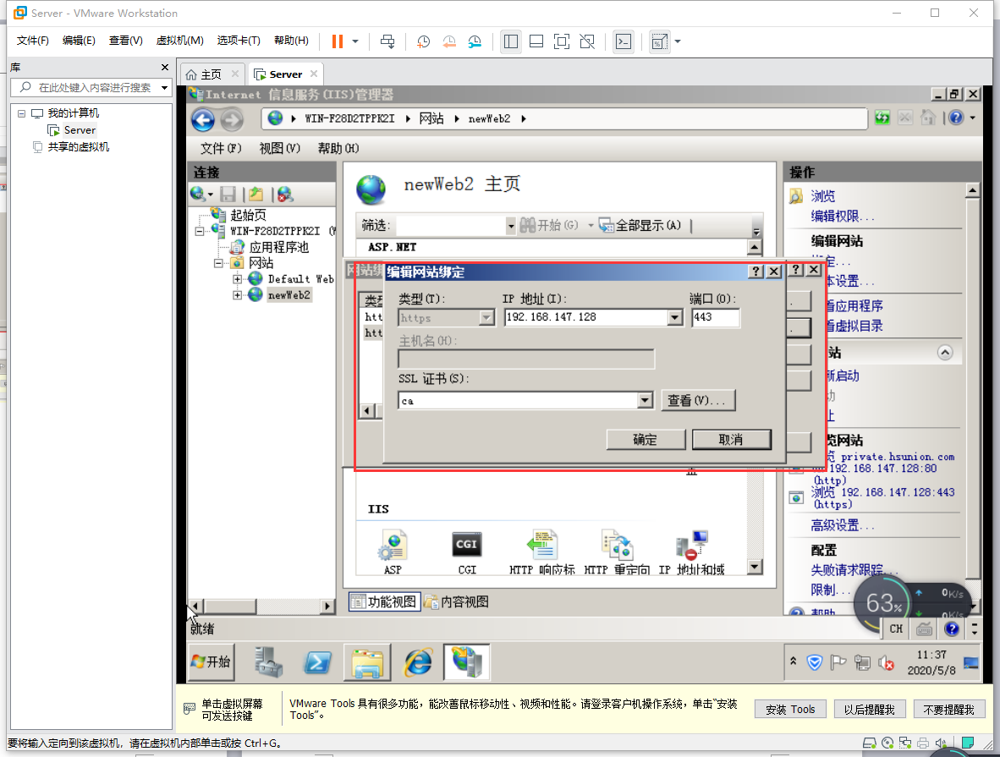 Server - VMware Workstation
文件(F) 编辑(E) 查看(V) 虚拟机(M) 选项卡(T) 帮助(H)
库
在此处键入内容进行搜索
我的计算机
Server
共享的虚拟机
主页
Server
Internet 信息服务(IIS)管理器
WIN-F28D2TPPK2I 网站 newWeb2
文件(F) 视图(V) 帮助(H)
连接
起始页
WIN-F28D2TPPK2I (W
应用程序池
网站
Default Web
newWeb2
newWeb2 主页
筛选: 开始(G) 全部显示(A)
ASP.NET
网站绑
编辑网站绑定
类型
htt
htt
类型(T): IP 地址(I): 端口(O):
https 192.168.147.128 443
主机名(H):
SSL 证书(S):
ca 查看(V)...
确定 取消
IIS
ASP CGI HTTP 响应标 HTTP 重定向 IP 地址和域
功能视图 内容视图
操作
浏览
编辑权限...
编辑网站
定...
本设置...
看应用程序
看虚拟目录
站
新启动
动
止
览网站
览 private.hsunion.com
192.168.147.128:80
(http)
浏览 192.168.147.128:443
(https)
高级设置...
配置
失败请求跟踪...
限制...
帮助
63%
0K/s
0K/s
CH
就绪
开始
11:37
2020/5/8
单击虚拟屏幕
可发送按键
VMware Tools 具有很多功能，能改善鼠标移动性、视频和性能。请登录客户机操作系统，单击“安装
Tools”。
安装 Tools 以后提醒我 不要提醒我
要将输入定向到该虚拟机，请在虚拟机内部单击或按 Ctrl+G。